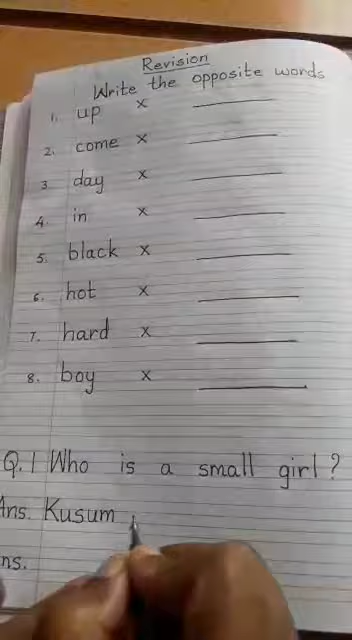 Revision
Write the opposite words
1. up x
2. come x
3. day x
4. in x
5. black x
6. hot x
7. hard x
8. boy x
Q.1 Who is a small girl?
Ans. Kusum
ns.